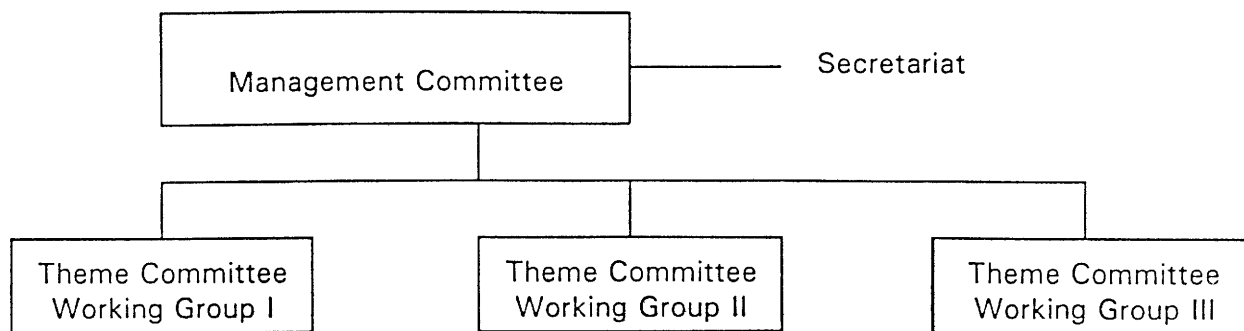 Management Committee
Secretariat
Theme Committee
Working Group I
Theme Committee
Working Group II
Theme Committee
Working Group III